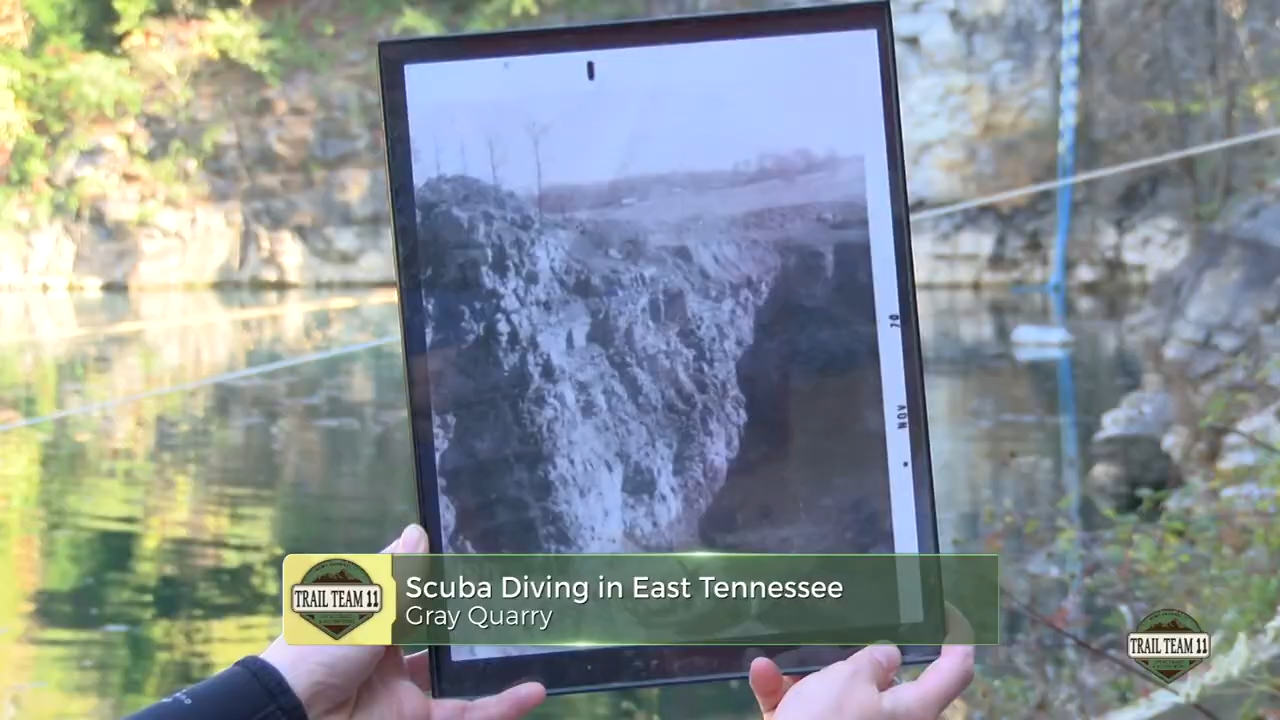 70
NOV
Scuba Diving in East Tennessee
Gray Quarry
TRAIL TEAM 11
TRAIL TEAM 11